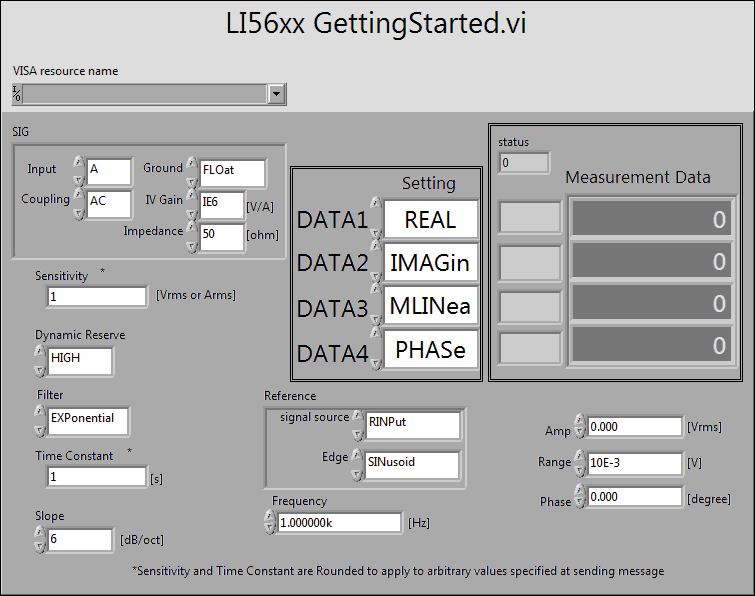 LI56xx GettingStarted.vi
VISA resource name
I/0
SIG
Input A Ground FLOat
Coupling AC IV Gain IE6 [V/A]
Impedance 50 [ohm]
Sensitivity *
1 [Vrms or Arms]
Dynamic Reserve
HIGH
Filter
EXPonential
Time Constant *
1 [s]
Slope
6 [dB/oct]
Setting
DATA1 REAL
DATA2 IMAGin
DATA3 MLINea
DATA4 PHASe
status
0
Measurement Data
0
0
0
0
Reference
signal source RINPut
Edge SINusoid
Frequency
1.000000k [Hz]
Amp 0.000 [Vrms]
Range 10E-3 [V]
Phase 0.000 [degree]
*Sensitivity and Time Constant are Rounded to apply to arbitrary values specified at sending message